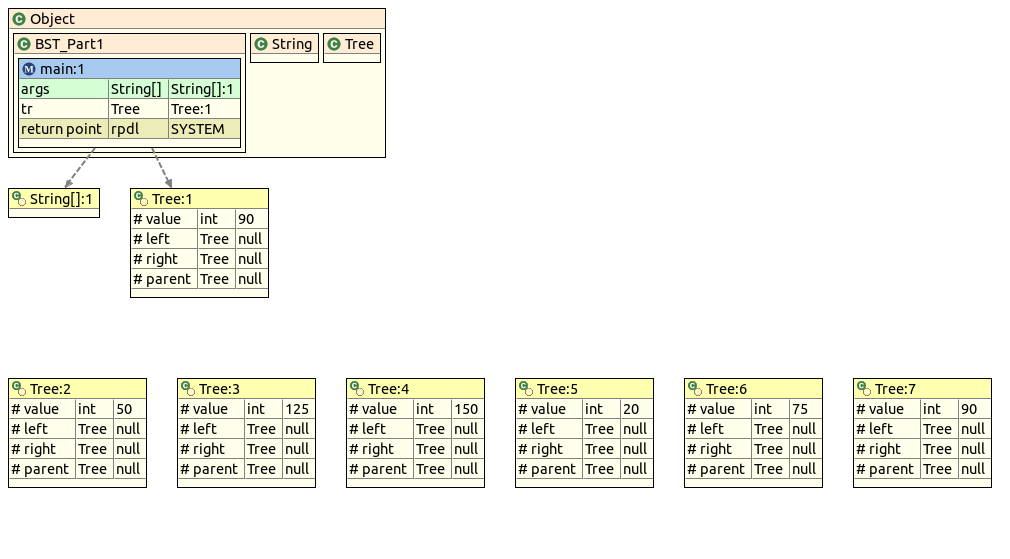 Object
BST_Part1 String Tree
main:1
args String[] String[]:1
tr Tree Tree:1
return point rpdl SYSTEM
String[]:1 Tree:1
# value int 90
# left Tree null
# right Tree null
# parent Tree null
Tree:2 Tree:3 Tree:4 Tree:5 Tree:6 Tree:7
# value int 50 # value int 125 # value int 150 # value int 20 # value int 75 # value int 90
# left Tree null # left Tree null # left Tree null # left Tree null # left Tree null # left Tree null
# right Tree null # right Tree null # right Tree null # right Tree null # right Tree null # right Tree null
# parent Tree null # parent Tree null # parent Tree null # parent Tree null # parent Tree null # parent Tree null